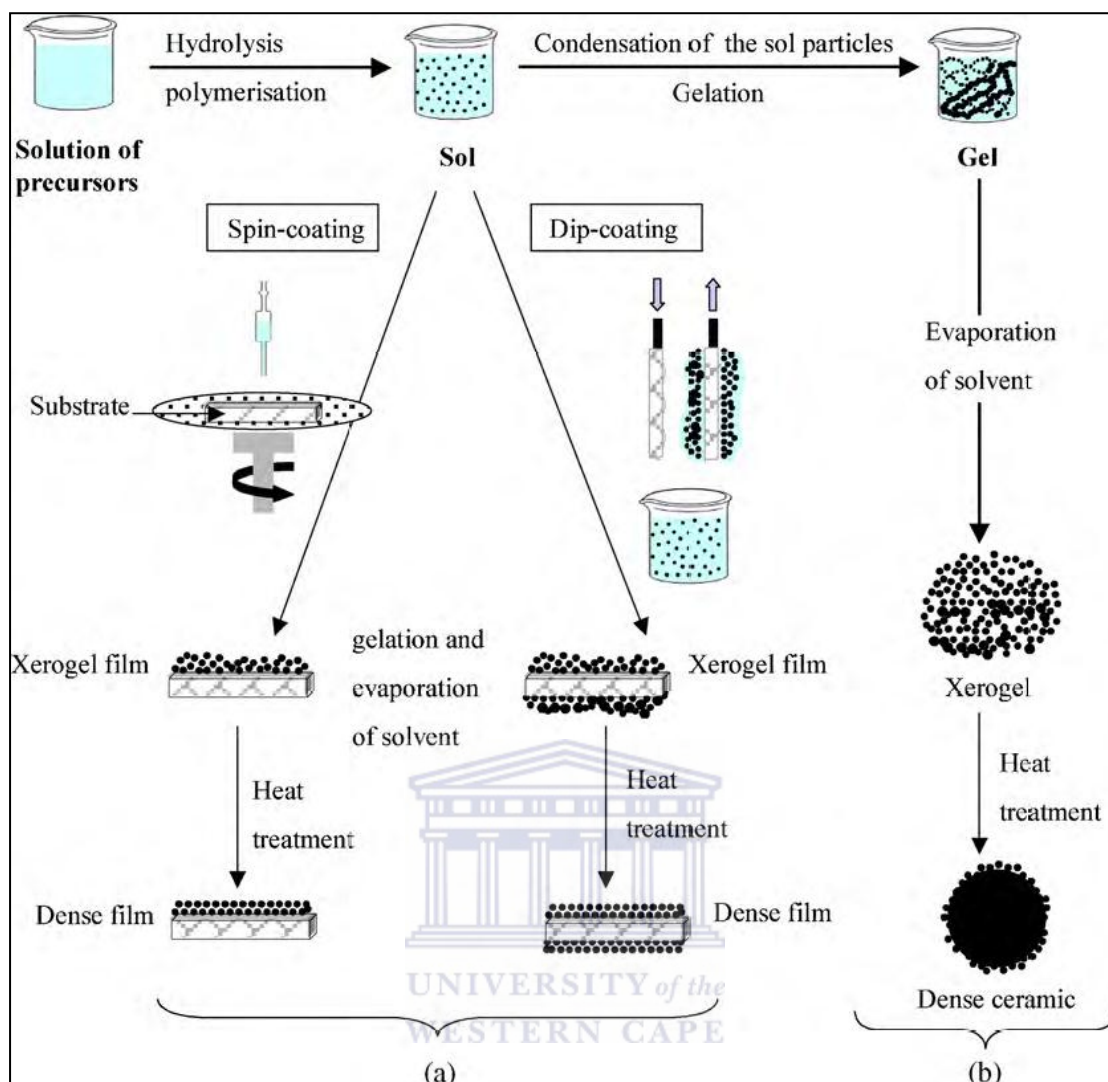 Hydrolysis
polymerisation
Condensation of the sol particles
Gelation
Solution of
precursors
Sol
Gel
Spin-coating
Dip-coating
Evaporation
of solvent
Substrate
Xerogel film
gelation and
evaporation
of solvent
Xerogel film
Xerogel
Heat
treatment
Heat
treatment
Heat
treatment
Dense film
Dense film
Dense ceramic
UNIVERSITY of the
WESTERN CAPE
(a)
(b)